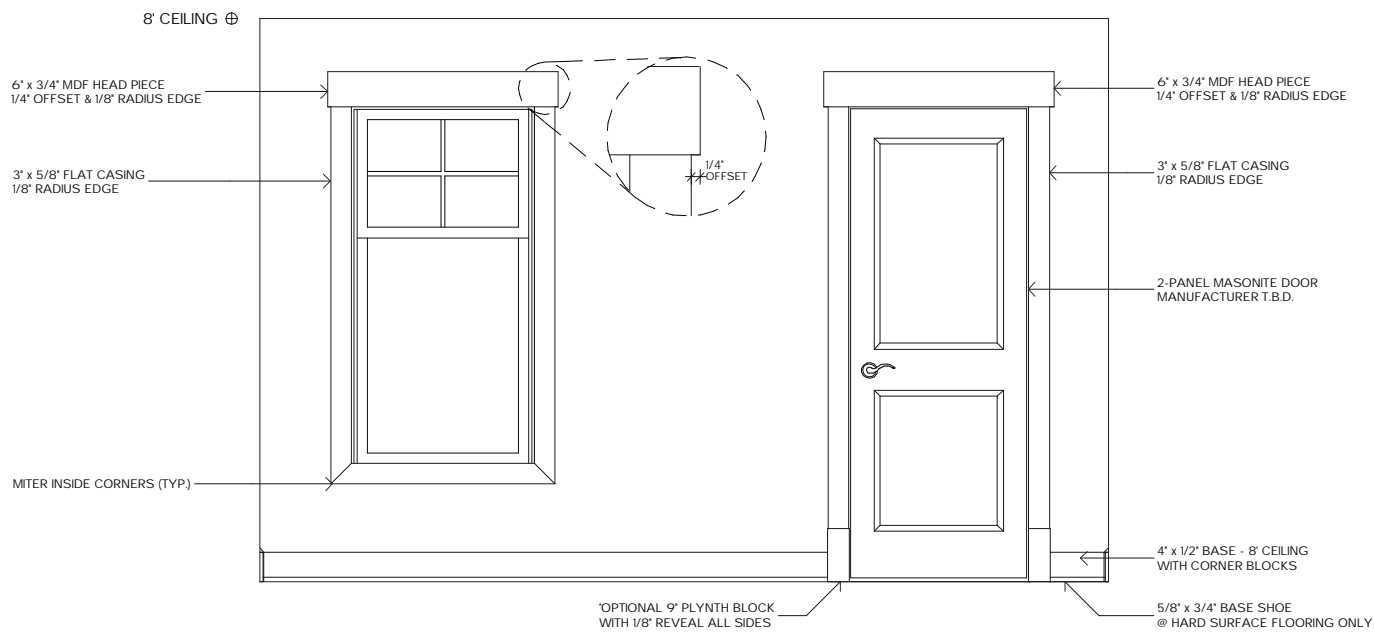 8' CEILING
6" x 3/4" MDF HEAD PIECE
1/4" OFFSET & 1/8" RADIUS EDGE
3" x 5/8" FLAT CASING
1/8" RADIUS EDGE
MITER INSIDE CORNERS (TYP.)
1/4"
OFFSET
6" x 3/4" MDF HEAD PIECE
1/4" OFFSET & 1/8" RADIUS EDGE
3" x 5/8" FLAT CASING
1/8" RADIUS EDGE
2-PANEL MASONITE DOOR
MANUFACTURER T.B.D.
4" x 1/2" BASE - 8' CEILING
WITH CORNER BLOCKS
*OPTIONAL 9" PLYNTH BLOCK
WITH 1/8" REVEAL ALL SIDES
5/8" x 3/4" BASE SHOE
@ HARD SURFACE FLOORING ONLY